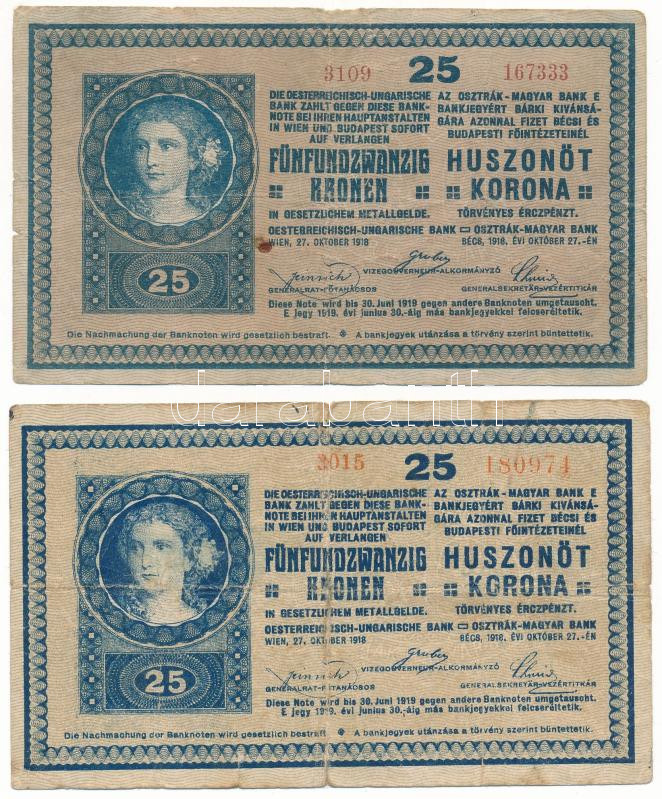 3109 25 167333
DIE OESTERREICHISCH-UNGARISCHE
BANK ZAHLT GEGEN DIESE BANK-
NOTE BEI IHREN HAUPTANSTALTEN
IN WIEN UND BUDAPEST SOFORT
AUF VERLANGEN
FÜNFUNDZWANZIG
KRONEN
IN GESETZLICHEM METALLGELDE.
OESTERREICHISCH-UNGARISCHE BANK
WIEN, 27. OKTOBER 1918
AZ OSZTRÁK-MAGYAR BANK E
BANKJEGYÉRT BÁRKI KIVÁNSÁ-
GÁRA AZONNAL FIZET BÉCSI ÉS
BUDAPESTI FŐINTÉZETEINÉL
HUSZONÖT
KORONA
TÖRVÉNYES ÉRCZPÉNZT.
OSZTRÁK-MAGYAR BANK
BÉCS, 1918. ÉVI OKTOBER 27.-ÉN
25
Gruber
VIZEGOUVERNEUR-ALKORMÁNYZÓ
GENERALRAT-FŐTANÁCSOS
GENERALSEKRETÄR-VEZÉRTITKÁR
Diese Note wird bis 30. Juni 1919 gegen andere Banknoten umgetauscht.
E jegy 1919. évi junius 30.-áig más bankjegyekkel felcseréltetik.
Die Nachmachung der Banknoten wird gesetzlich bestraft. A bankjegyek utánzása a törvény szerint büntettetik.
darabanth
3015 25 180974
DIE OESTERREICHISCH-UNGARISCHE
BANK ZAHLT GEGEN DIESE BANK-
NOTE BEI IHREN HAUPTANSTALTEN
IN WIEN UND BUDAPEST SOFORT
AUF VERLANGEN
FÜNFUNDZWANZIG
KRONEN
IN GESETZLICHEM METALLGELDE.
OESTERREICHISCH-UNGARISCHE BANK
WIEN, 27. OKTOBER 1918
AZ OSZTRÁK-MAGYAR BANK E
BANKJEGYÉRT BÁRKI KIVÁNSÁ-
GÁRA AZONNAL FIZET BÉCSI ÉS
BUDAPESTI FŐINTÉZETEINÉL
HUSZONÖT
KORONA
TÖRVÉNYES ÉRCZPÉNZT.
OSZTRÁK-MAGYAR BANK
BÉCS, 1918. ÉVI OKTOBER 27.-ÉN
25
Gruber
VIZEGOUVERNEUR-ALKORMÁNYZÓ
GENERALRAT-FŐTANÁCSOS
GENERALSEKRETÄR-VEZÉRTITKÁR
Diese Note wird bis 30. Juni 1919 gegen andere Banknoten umgetauscht.
E jegy 1919. évi junius 30.-áig más bankjegyekkel felcseréltetik.
Die Nachmachung der Banknoten wird gesetzlich bestraft. A bankjegyek utánzása a törvény szerint büntettetik.